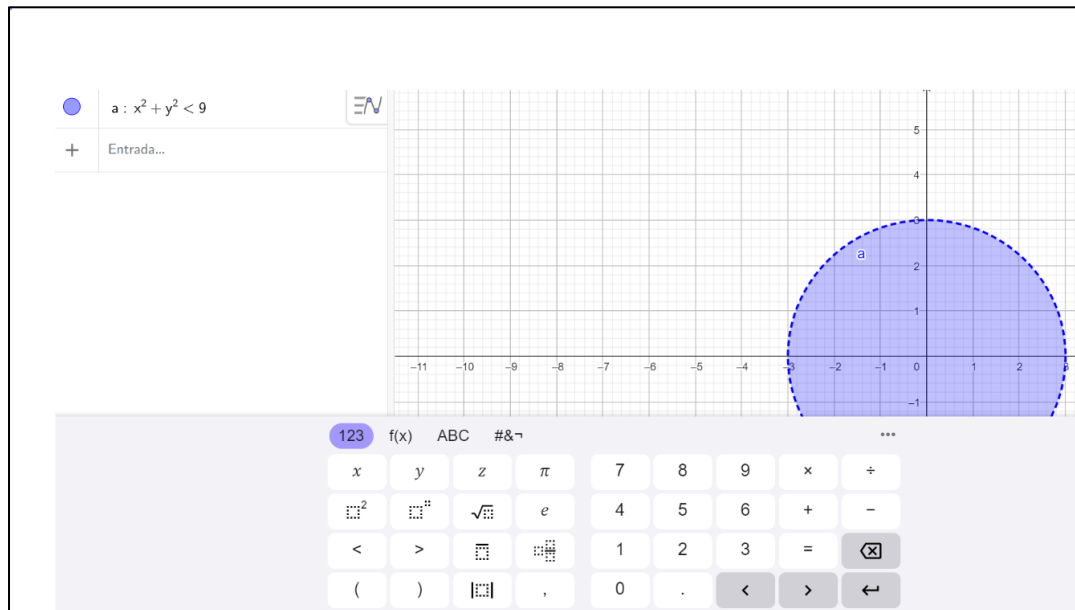 a : x² + y² < 9
Entrada...
5
4
3
a
2
1
−11 −10 −9 −8 −7 −6 −5 −4 −3 −2 −1 0 1 2 3
−1
123 f(x) ABC #&¬
x y z π 7 8 9 × ÷
² √ e 4 5 6 + −
< > 1 2 3 =
( ) | | , 0 . < >